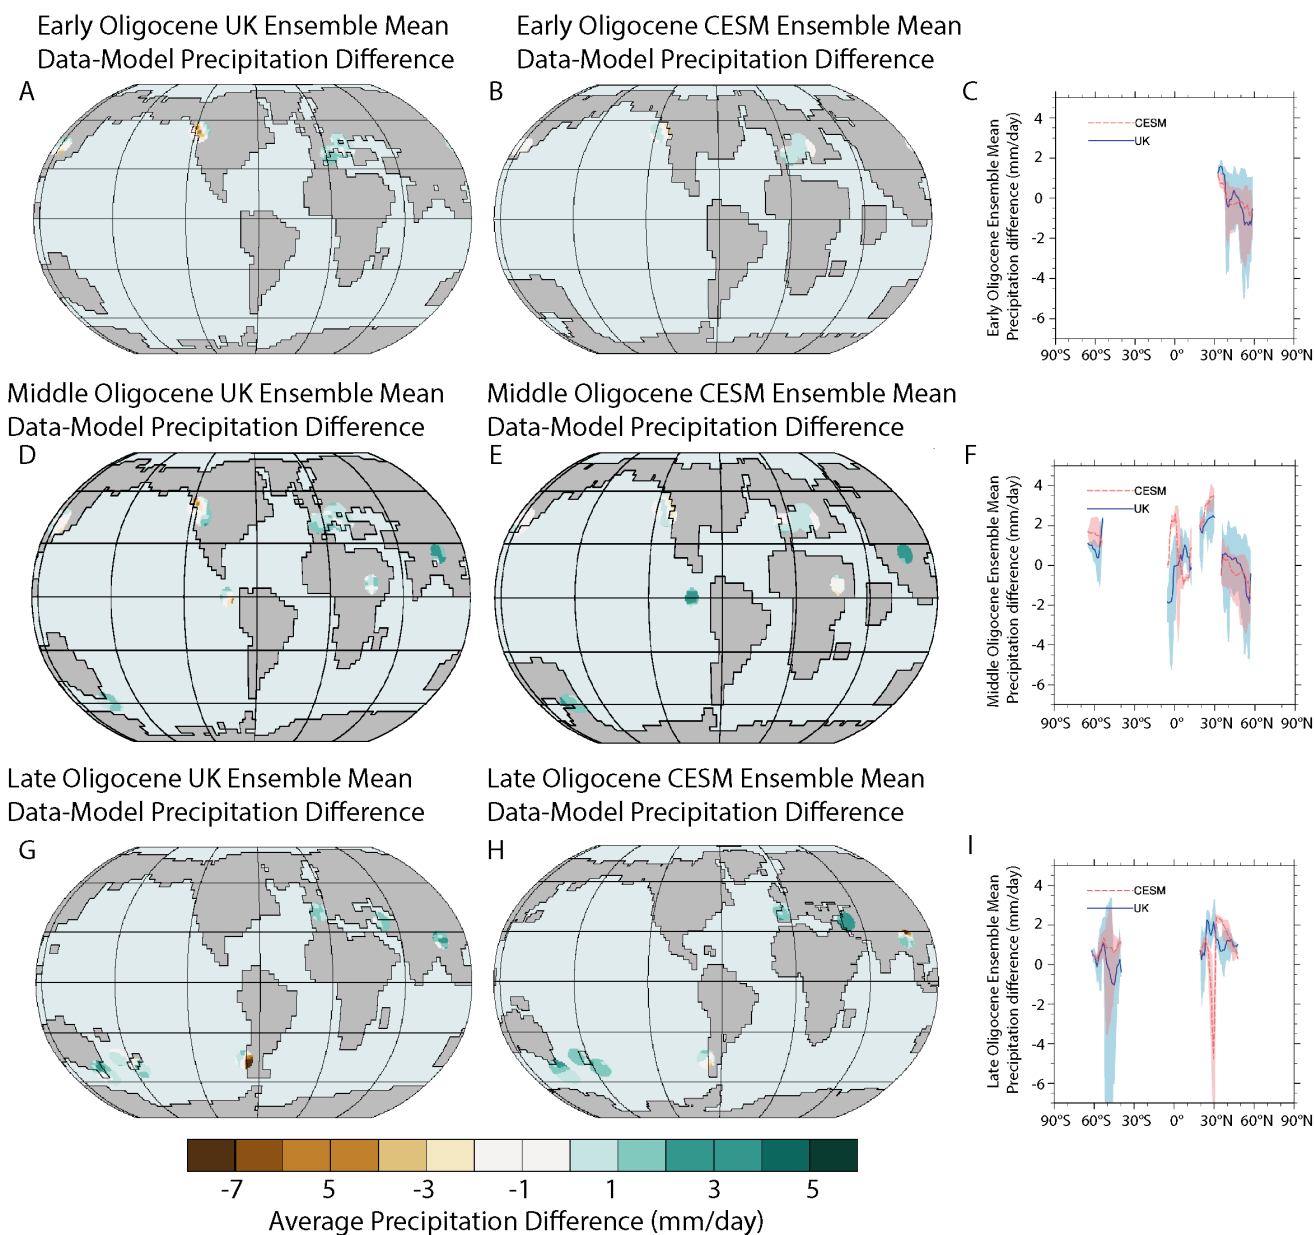 Early Oligocene UK Ensemble Mean
Data-Model Precipitation Difference
Early Oligocene CESM Ensemble Mean
Data-Model Precipitation Difference
A
B
C
Early Oligocene Ensemble Mean
Precipitation difference (mm/day)
CESM
UK
4
2
0
-2
-4
-6
90°S 60°S 30°S 0° 30°N 60°N 90°N
Middle Oligocene UK Ensemble Mean
Data-Model Precipitation Difference
Middle Oligocene CESM Ensemble Mean
Data-Model Precipitation Difference
D
E
F
Middle Oligocene Ensemble Mean
Precipitation difference (mm/day)
CESM
UK
4
2
0
-2
-4
-6
90°S 60°S 30°S 0° 30°N 60°N 90°N
Late Oligocene UK Ensemble Mean
Data-Model Precipitation Difference
Late Oligocene CESM Ensemble Mean
Data-Model Precipitation Difference
G
H
I
Late Oligocene Ensemble Mean
Precipitation difference (mm/day)
CESM
UK
4
2
0
-2
-4
-6
90°S 60°S 30°S 0° 30°N 60°N 90°N
-7 5 -3 -1 1 3 5
Average Precipitation Difference (mm/day)